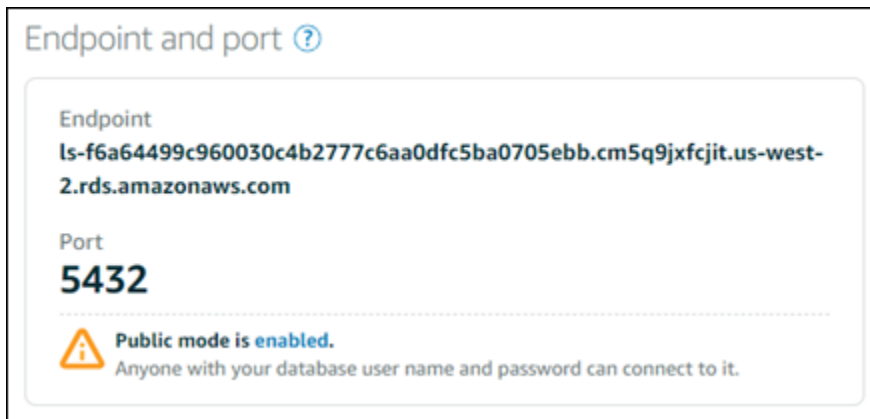 Endpoint and port ?
Endpoint
ls-f6a64499c960030c4b2777c6aa0dfc5ba0705ebb.cm5q9jxfcjit.us-west-
2.rds.amazonaws.com
Port
5432
Public mode is enabled.
Anyone with your database user name and password can connect to it.